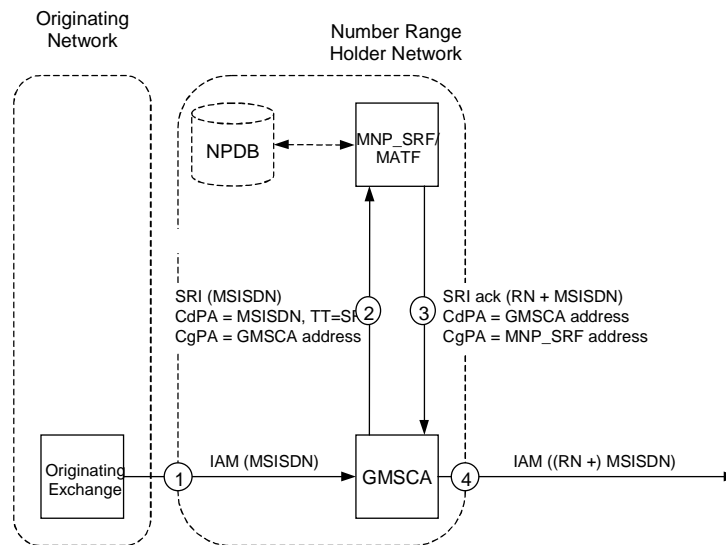 Originating
Network
Number Range
Holder Network
NPDB
MNP_SRF/
MATF
SRI (MSISDN)
CdPA = MSISDN, TT=SR
CgPA = GMSCA address
2
3
SRI ack (RN + MSISDN)
CdPA = GMSCA address
CgPA = MNP_SRF address
Originating
Exchange
1
IAM (MSISDN)
GMSCA
4
IAM ((RN +) MSISDN)